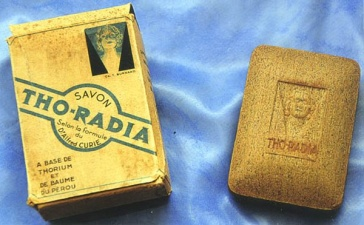 SAVON
THO-RADIA
Selon la formule
du
D'Alfred CURIE
A BASE DE
THORIUM
ET
DE BAUME
DU PEROU
THO-RADIA